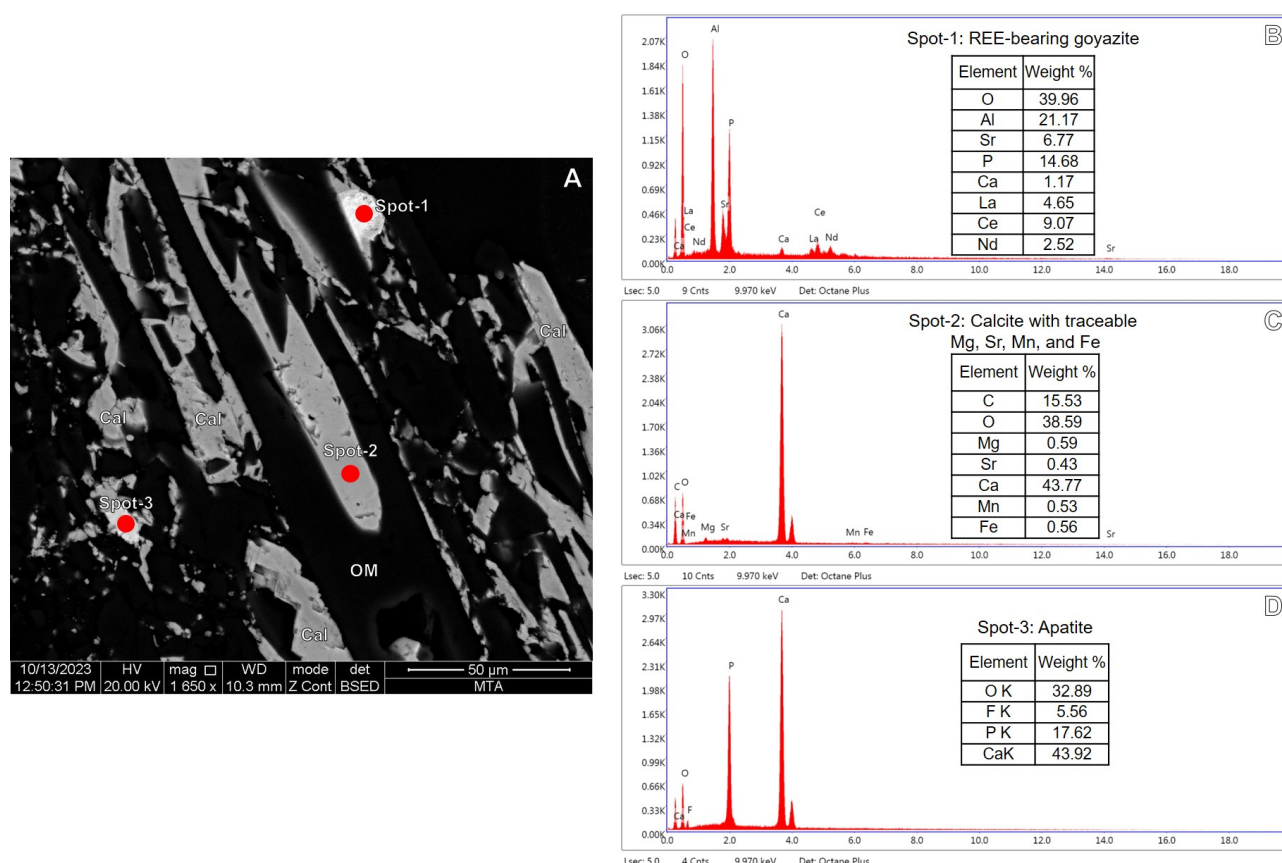 A
Spot-1
Cal
Cal
Cal
Spot-2
Spot-3
OM
Cal
10/13/2023 HV mag □ WD mode det 50 µm
12:50:31 PM 20.00 kV 1 650 x 10.3 mm Z Cont BSED MTA
B
Spot-1: REE-bearing goyazite
Element Weight %
O 39.96
Al 21.17
Sr 6.77
P 14.68
Ca 1.17
La 4.65
Ce 9.07
Nd 2.52
2.07K
1.84K
1.61K
1.38K
1.15K
0.92K
0.69K
0.46K
0.23K
0.00K
Al
O
P
La
Ce
Nd
Ca
Sr
Ca
La
Ce
Nd
Sr
0.0 2.0 4.0 6.0 8.0 10.0 12.0 14.0 16.0 18.0
Lsec: 5.0 9 Cnts 9.970 keV Det: Octane Plus
C
Spot-2: Calcite with traceable
Mg, Sr, Mn, and Fe
Element Weight %
C 15.53
O 38.59
Mg 0.59
Sr 0.43
Ca 43.77
Mn 0.53
Fe 0.56
3.06K
2.72K
2.38K
2.04K
1.70K
1.36K
1.02K
0.68K
0.34K
0.00K
Ca
C
O
Ca
Fe
Mn
Mg
Sr
Mn
Fe
Sr
0.0 2.0 4.0 6.0 8.0 10.0 12.0 14.0 16.0 18.0
Lsec: 5.0 10 Cnts 9.970 keV Det: Octane Plus
D
Spot-3: Apatite
Element Weight %
O K 32.89
F K 5.56
P K 17.62
CaK 43.92
3.30K
2.97K
2.64K
2.31K
1.98K
1.65K
1.32K
0.99K
0.66K
0.33K
0.00K
Ca
P
O
F
Ca
0.0 2.0 4.0 6.0 8.0 10.0 12.0 14.0 16.0 18.0
Lsec: 5.0 4 Cnts 9.970 keV Det: Octane Plus